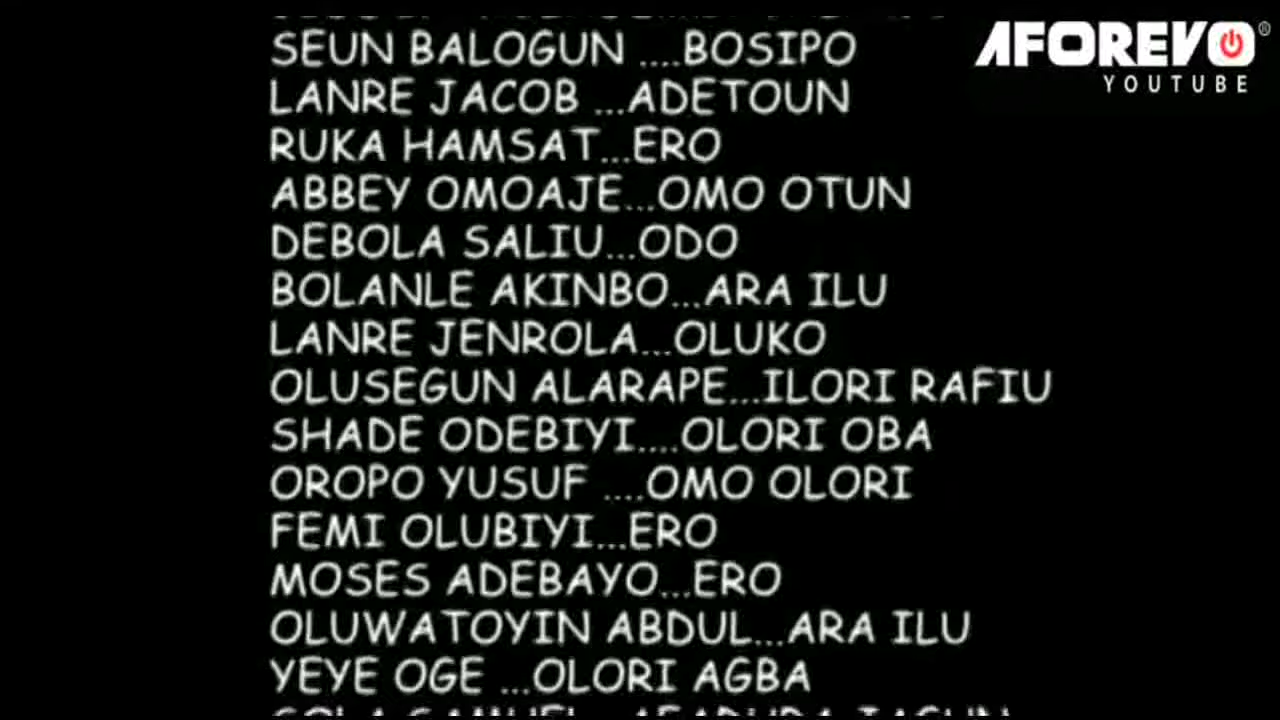 AFOREVO
YOUTUBE
SEUN BALOGUN ....BOSIPO
LANRE JACOB ...ADETOUN
RUKA HAMSAT...ERO
ABBEY OMOAJE...OMO OTUN
DEBOLA SALIU...ODO
BOLANLE AKINBO...ARA ILU
LANRE JENROLA...OLUKO
OLUSEGUN ALARAPE...ILORI RAFIU
SHADE ODEBIYI....OLORI OBA
OROPO YUSUF ....OMO OLORI
FEMI OLUBIYI...ERO
MOSES ADEBAYO...ERO
OLUWATOYIN ABDUL...ARA ILU
YEYE OGE ...OLORI AGBA